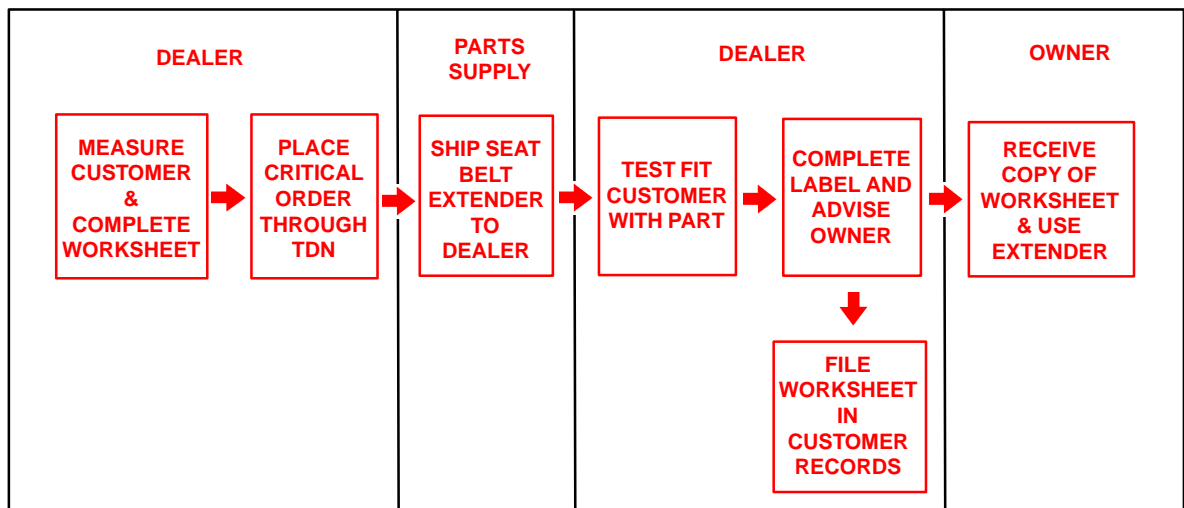 DEALER
MEASURE
CUSTOMER
&
COMPLETE
WORKSHEET
PLACE
CRITICAL
ORDER
THROUGH
TDN
PARTS
SUPPLY
SHIP SEAT
BELT
EXTENDER
TO
DEALER
DEALER
TEST FIT
CUSTOMER
WITH PART
COMPLETE
LABEL AND
ADVISE
OWNER
FILE
WORKSHEET
IN
CUSTOMER
RECORDS
OWNER
RECEIVE
COPY OF
WORKSHEET
& USE
EXTENDER